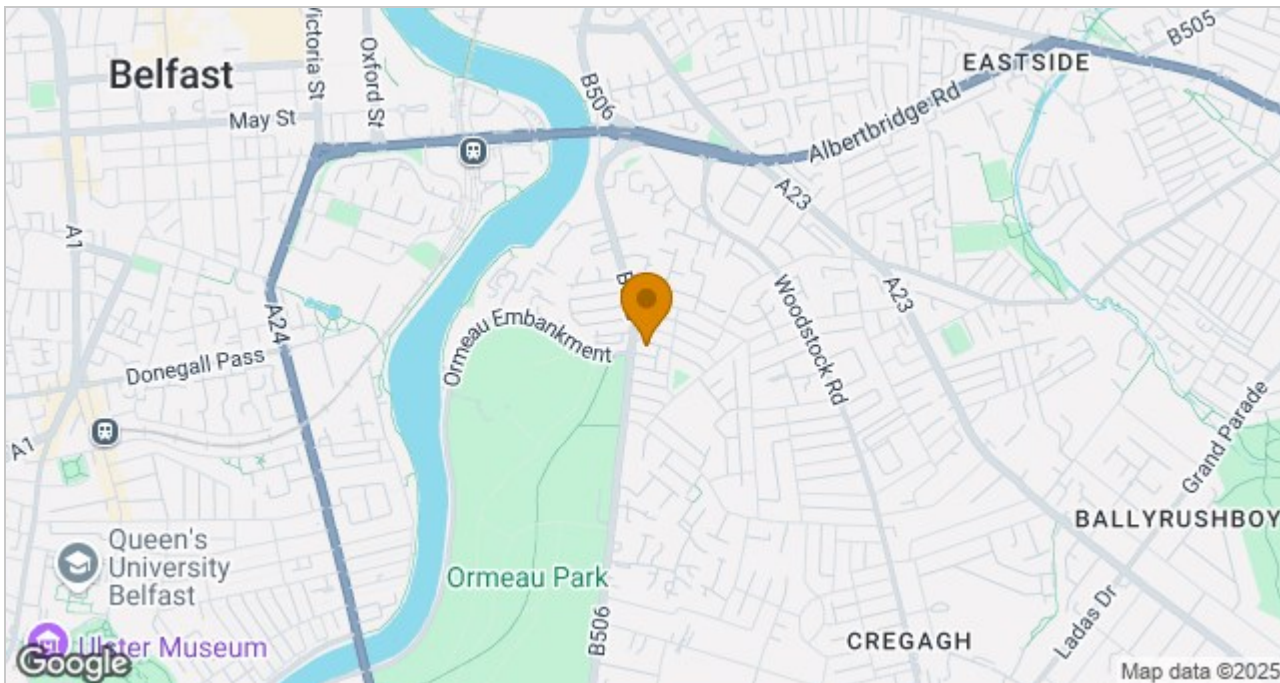 Victoria St
Oxford St
B506
B505
EASTSIDE
Belfast
May St
Albertbridge Rd
A23
A1
A23
A24
Woodstock Rd
Ormeau Embankment
Donegall Pass
A1
Grand Parade
BALLYRUSHBOY
Queen's
University
Belfast
Ormeau Park
B506
Ladas Dr
CREGAGH
Ulster Museum
Google
Map data ©2025